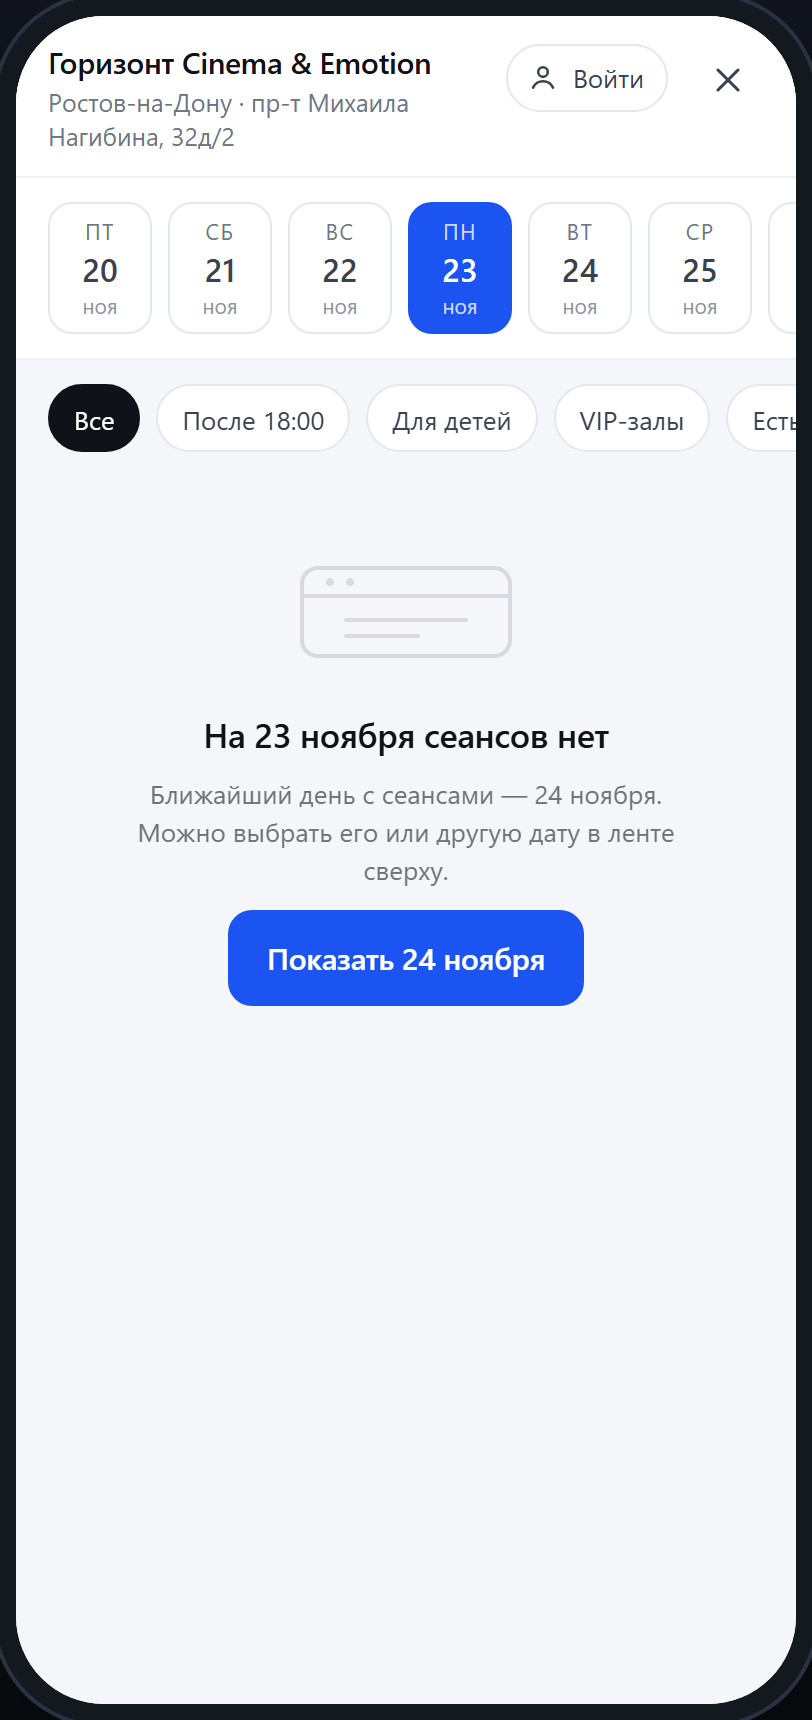 Горизонт Cinema & Emotion
Войти
Ростов-на-Дону · пр-т Михаила
Нагибина, 32д/2
ПТ СБ ВС ПН ВТ СР
20 21 22 23 24 25
ноя ноя ноя ноя ноя ноя
Все После 18:00 Для детей VIP-залы Есть
На 23 ноября сеансов нет
Ближайший день с сеансами — 24 ноября.
Можно выбрать его или другую дату в ленте
сверху.
Показать 24 ноября